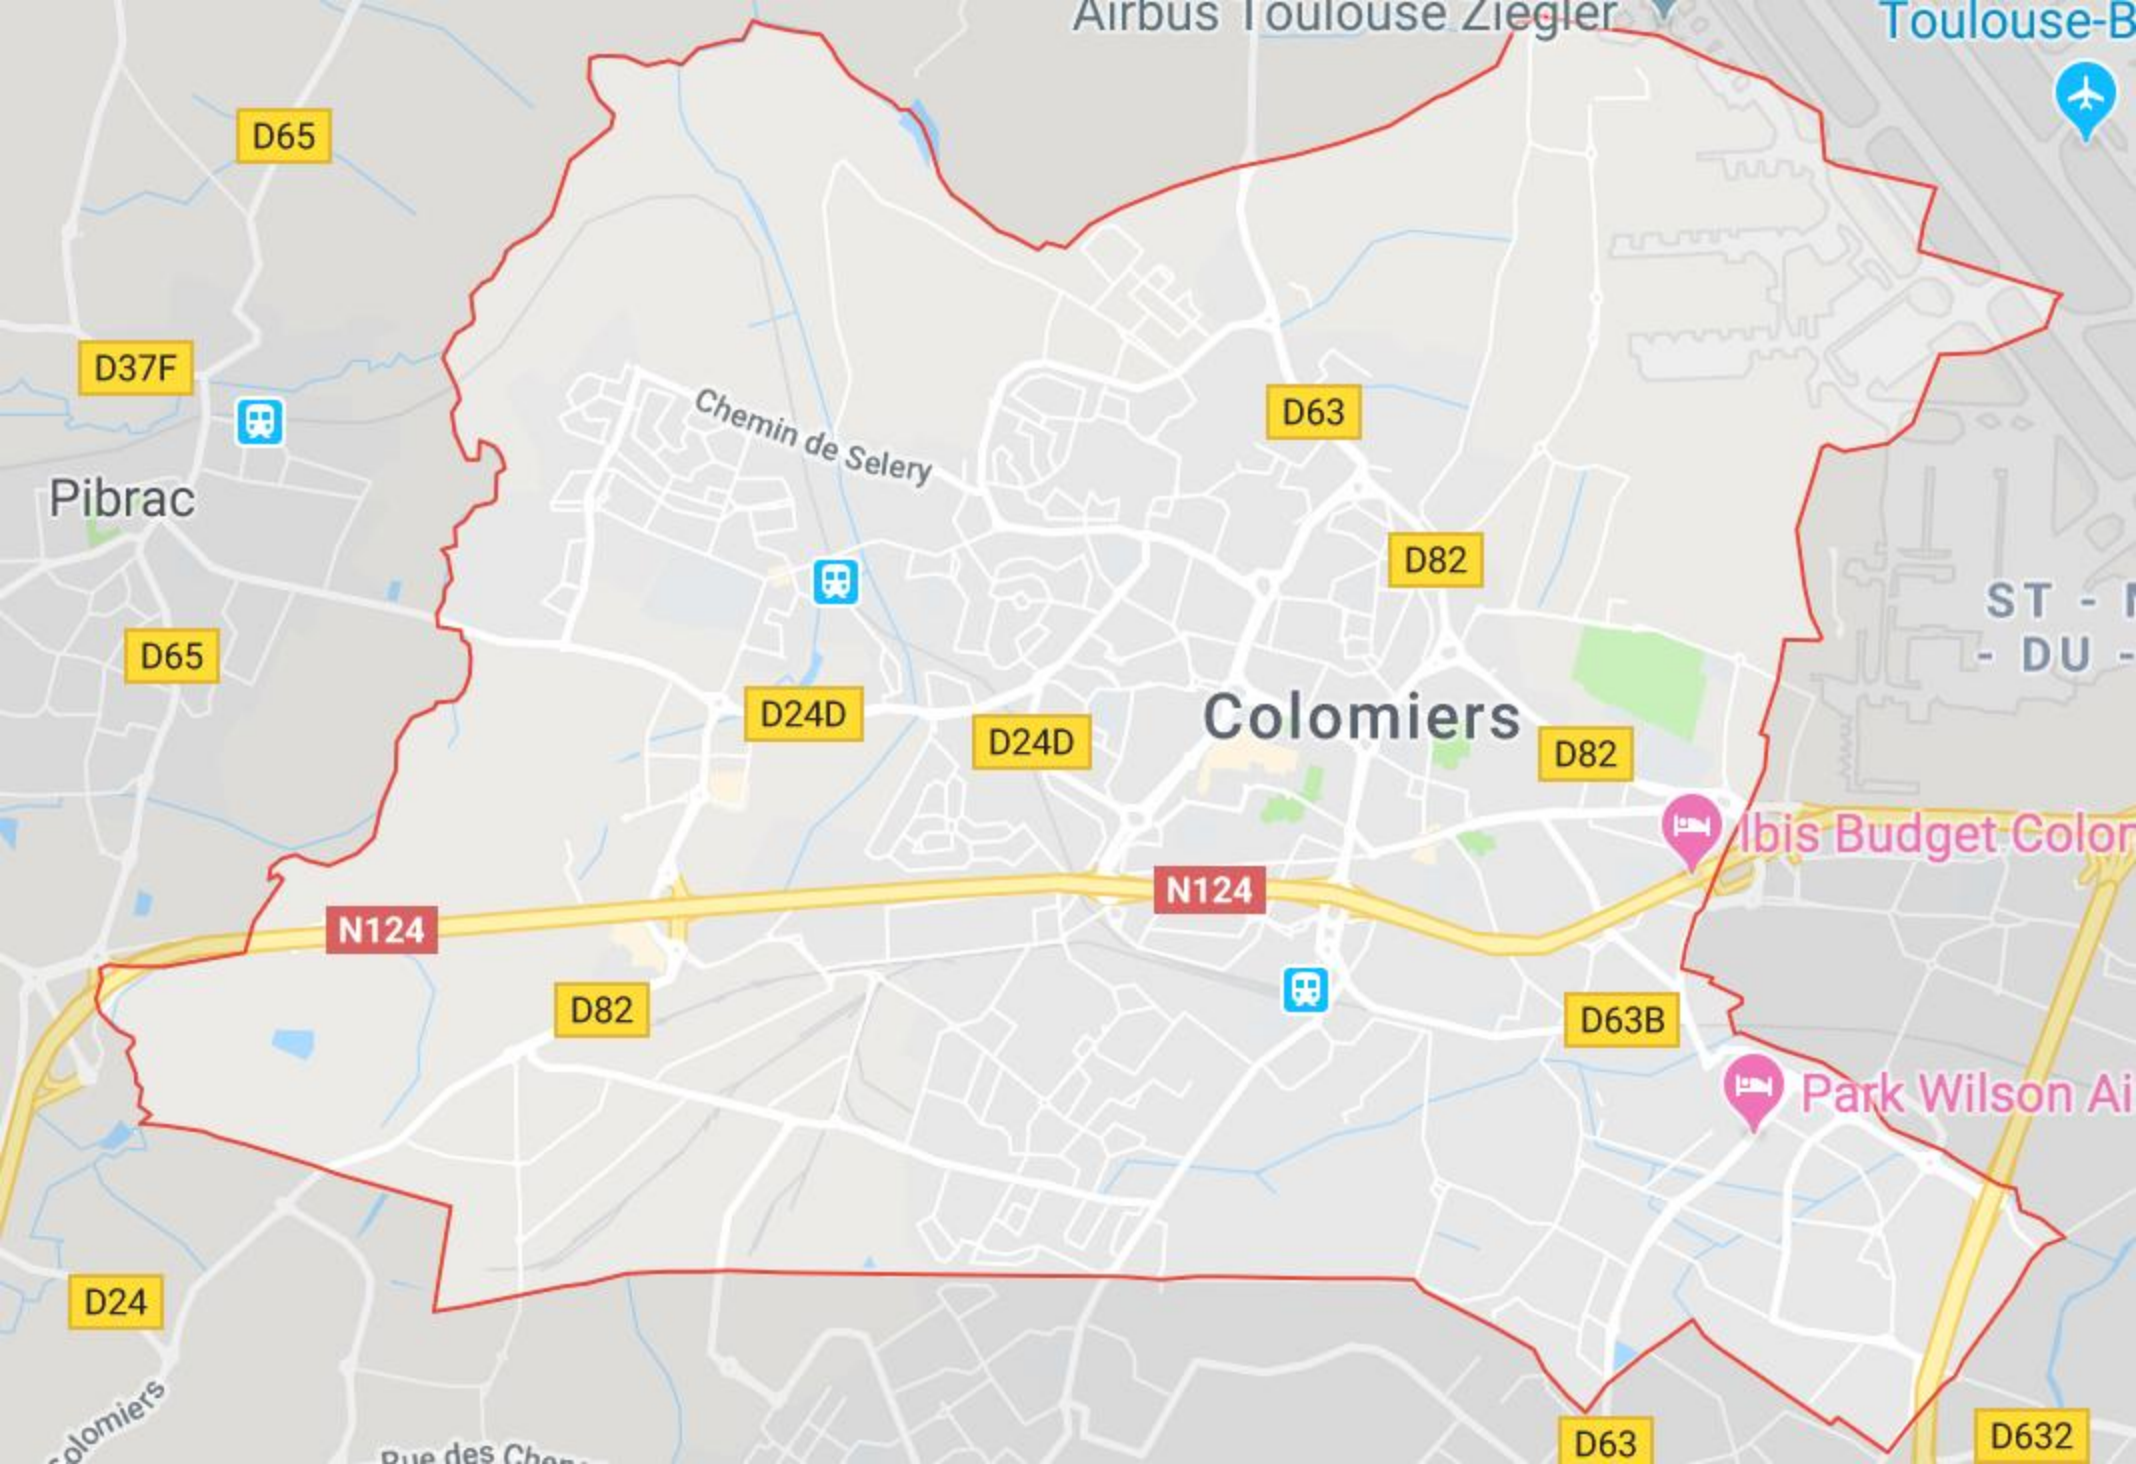 Airbus Toulouse Ziegler
Toulouse-B
D65
D37F
Chemin de Selery
D63
Pibrac
D82
ST - 
- DU -
D65
D24D
Colomiers
D24D
D82
Ibis Budget Color
N124
N124
D82
D63B
Park Wilson Ai
D24
Colomiers
Rue des Chen
D63
D632